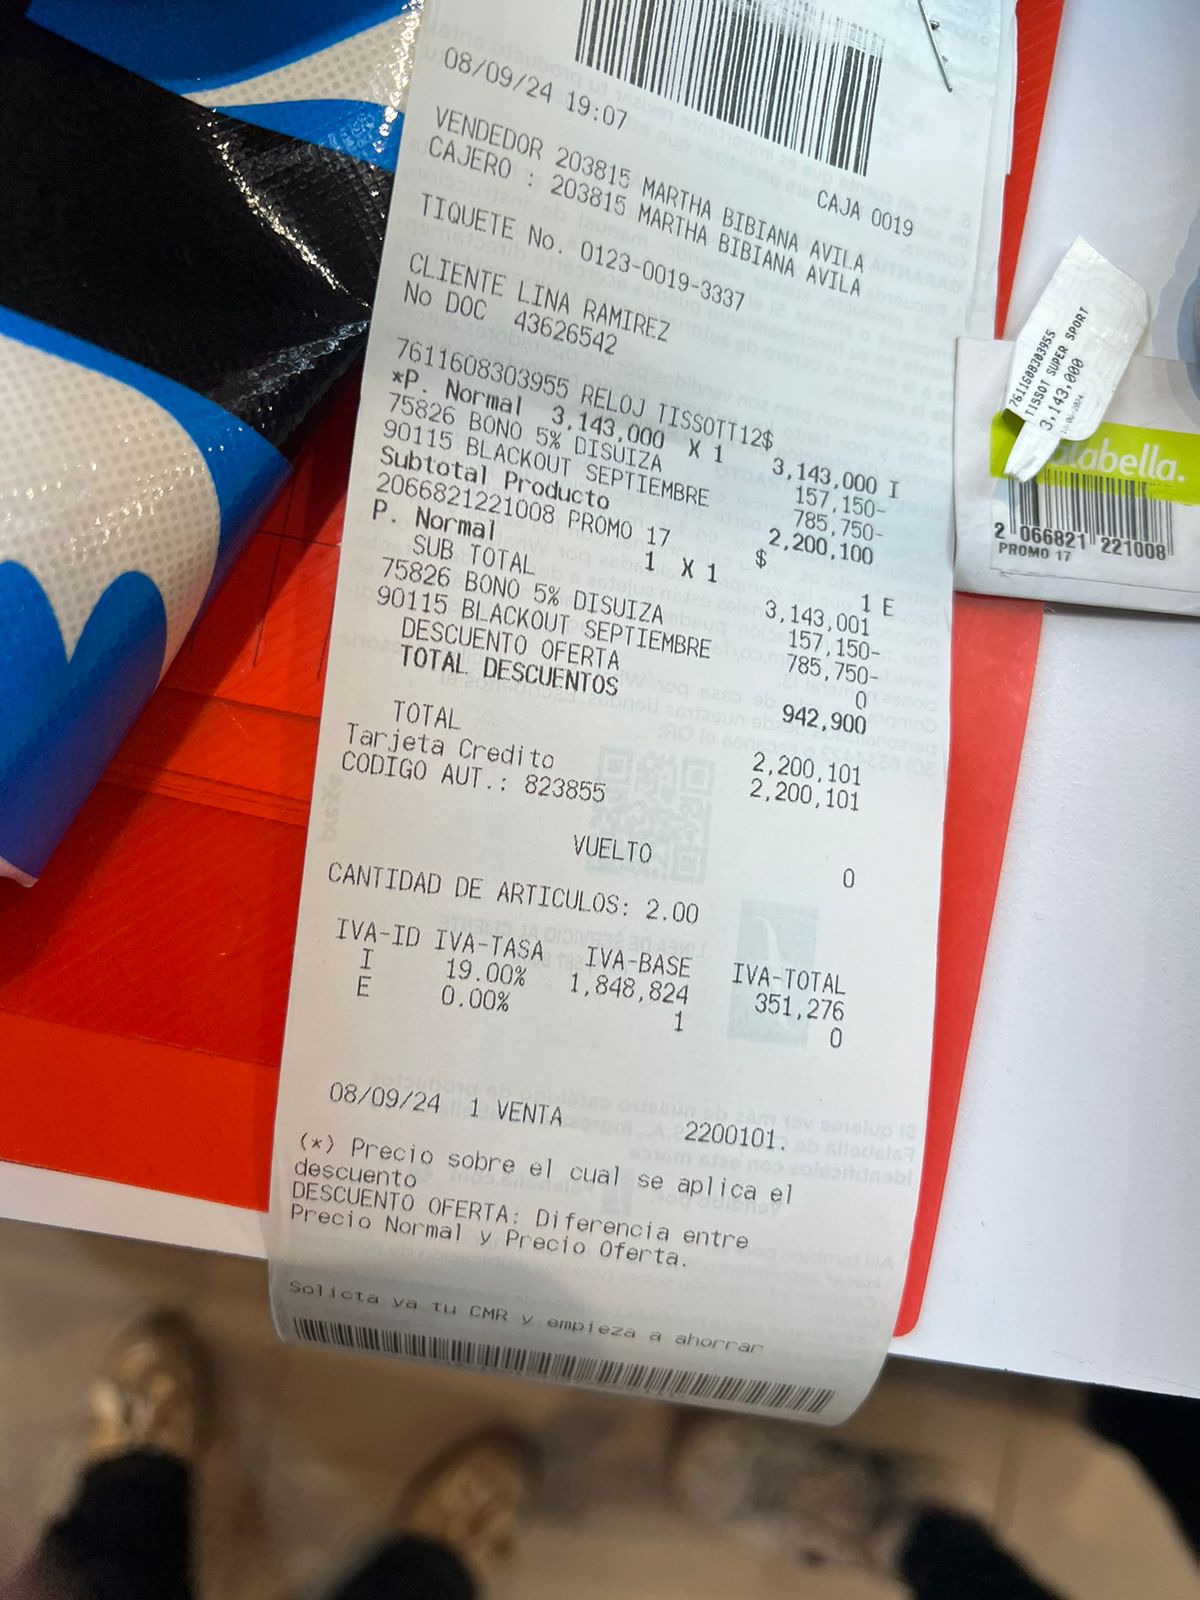 08/09/24 19:07
CAJA 0019
VENDEDOR 203815 MARTHA BIBIANA AVILA
CAJERO : 203815 MARTHA BIBIANA AVILA
TIQUETE No. 0123-0019-3337
CLIENTE LINA RAMIREZ
No DOC 43626542
7611608303955 RELOJ TISSOTT12$
*P. Normal 3,143,000 X 1 3,143,000 I
75826 BONO 5% DISUIZA 157,150-
90115 BLACKOUT SEPTIEMBRE 785,750-
Subtotal Producto 2,200,100
2066821221008 PROMO 17 $
P. Normal 1 X 1 1 E
SUB TOTAL 3,143,001
75826 BONO 5% DISUIZA 157,150-
90115 BLACKOUT SEPTIEMBRE 785,750-
DESCUENTO OFERTA 0
TOTAL DESCUENTOS 942,900
TOTAL 2,200,101
Tarjeta Credito 2,200,101
CODIGO AUT.: 823855
VUELTO 0
CANTIDAD DE ARTICULOS: 2.00
IVA-ID IVA-TASA IVA-BASE IVA-TOTAL
I 19.00% 1,848,824 351,276
E 0.00% 1 0
08/09/24 1 VENTA 2200101.
(*) Precio sobre el cual se aplica el
descuento
DESCUENTO OFERTA: Diferencia entre
Precio Normal y Precio Oferta.
Solicta ya tu CMR y empieza a ahorrar
7611608303955
TISSOT SUPER SPORT
3,143,000
alabella.
2 066821 221008
PROMO 17